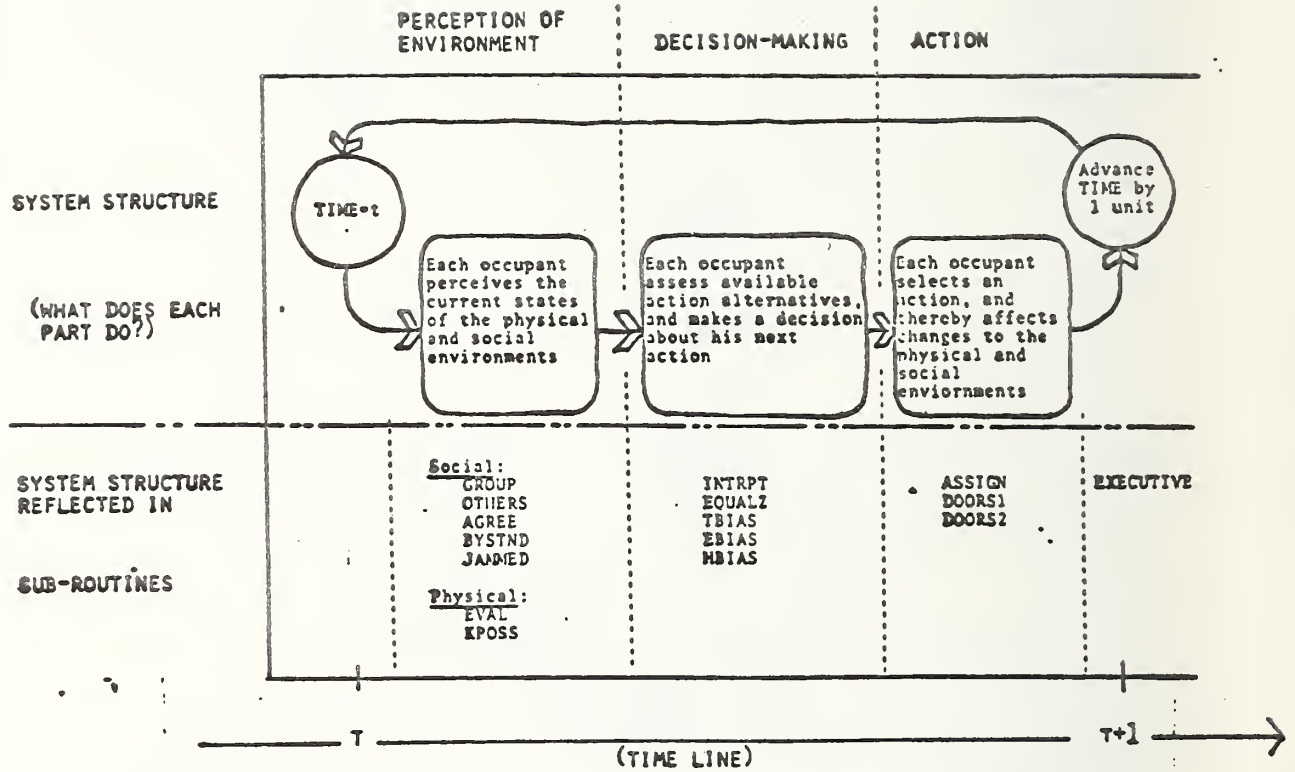 PERCEPTION OF
ENVIRONMENT
DECISION-MAKING
ACTION
SYSTEM STRUCTURE
(WHAT DOES EACH
PART DO?)
TIME=t
Advance
TIME by
1 unit
Each occupant
perceives the
current states
of the physical
and social
environments
Each occupant
assess available
action alternatives,
and makes a decision
about his next
action
Each occupant
selects an
action, and
thereby affects
changes to the
physical and
social
enviornments
SYSTEM STRUCTURE
REFLECTED IN
SUB-ROUTINES
Social:
GROUP
OTHERS
AGREE
BYSTND
JAMMED
Physical:
EVAL
KPOSS
INTRPT
EQUALZ
TBIAS
EBIAS
HBIAS
ASSIGN
DOORS1
DOORS2
EXECUTIVE
T
T+1
(TIME LINE)